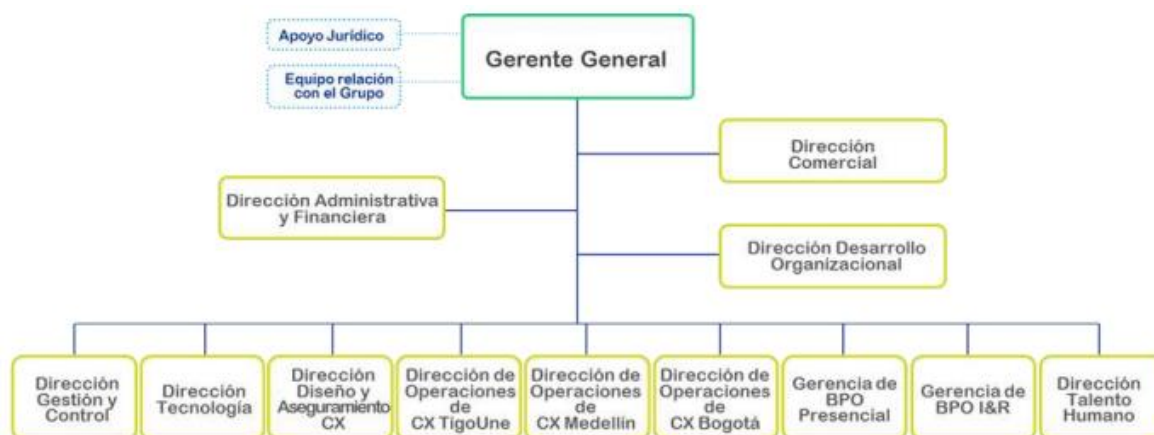 Apoyo Jurídico
Equipo relación
con el Grupo
Gerente General
Dirección
Comercial
Dirección Administrativa
y Financiera
Dirección Desarrollo
Organizacional
Dirección
Gestión y
Control
Dirección
Tecnología
Dirección
Diseño y
Aseguramiento
CX
Dirección de
Operaciones
de
CX TigoUne
Dirección de
Operaciones
de
CX Medellín
Dirección de
Operaciones
de
CX Bogotá
Gerencia de
BPO
Presencial
Gerencia de
BPO I&R
Dirección
Talento
Humano